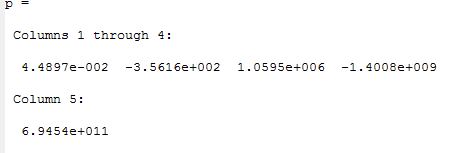 p =
Columns 1 through 4:
4.4897e-002 -3.5616e+002 1.0595e+006 -1.4008e+009
Column 5:
6.9454e+011